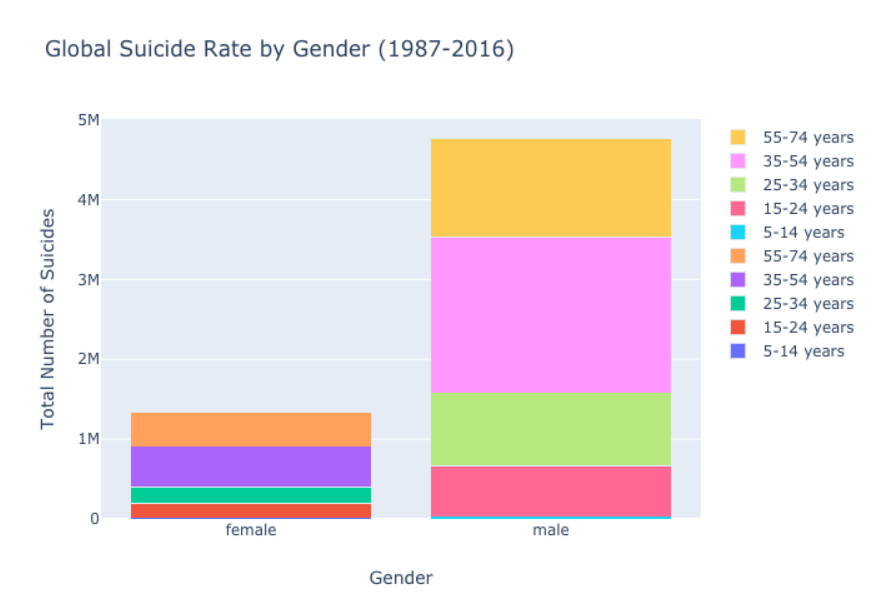 Global Suicide Rate by Gender (1987-2016)
5M
4M
3M
2M
1M
0
Total Number of Suicides
female
male
Gender
55-74 years
35-54 years
25-34 years
15-24 years
5-14 years
55-74 years
35-54 years
25-34 years
15-24 years
5-14 years